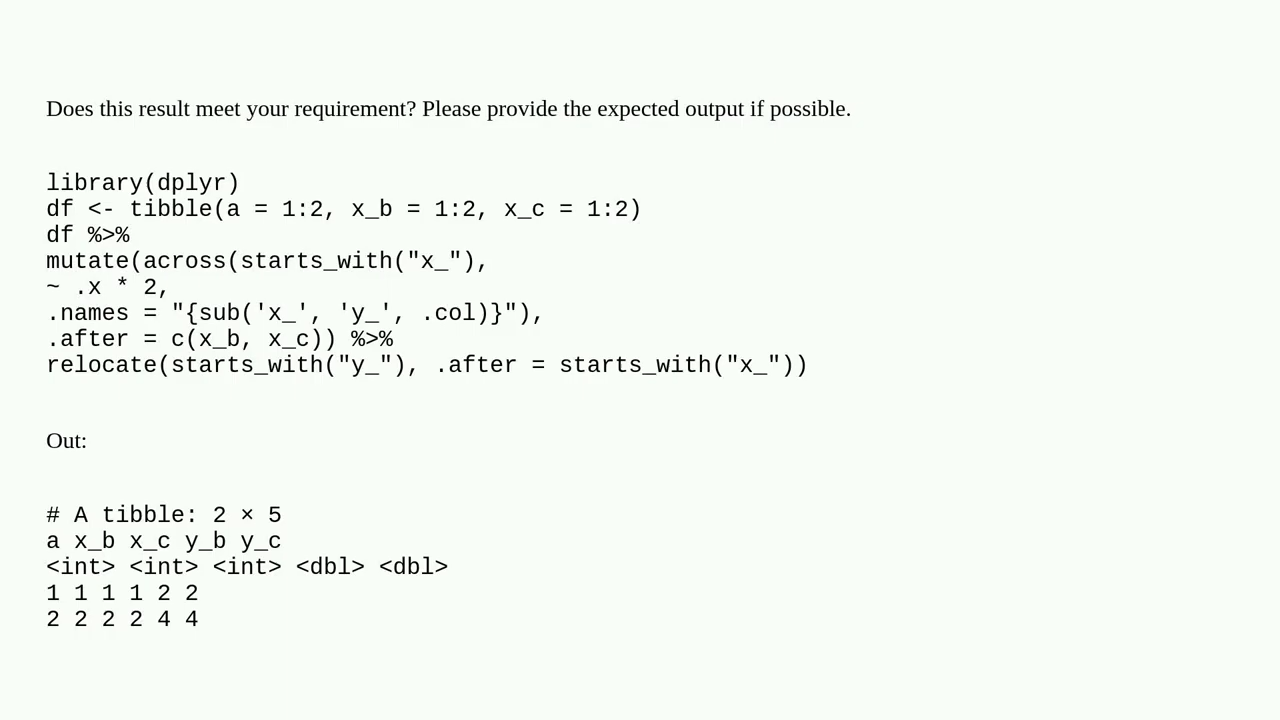 Does this result meet your requirement? Please provide the expected output if possible.
library(dplyr)
df <- tibble(a = 1:2, x_b = 1:2, x_c = 1:2)
df %>%
mutate(across(starts_with("x_"),
~ .x * 2,
.names = "{sub('x_', 'y_', .col)}"),
.after = c(x_b, x_c)) %>%
relocate(starts_with("y_"), .after = starts_with("x_"))
Out:
# A tibble: 2 × 5
a x_b x_c y_b y_c
<int> <int> <int> <dbl> <dbl>
1 1 1 1 2 2
2 2 2 2 4 4